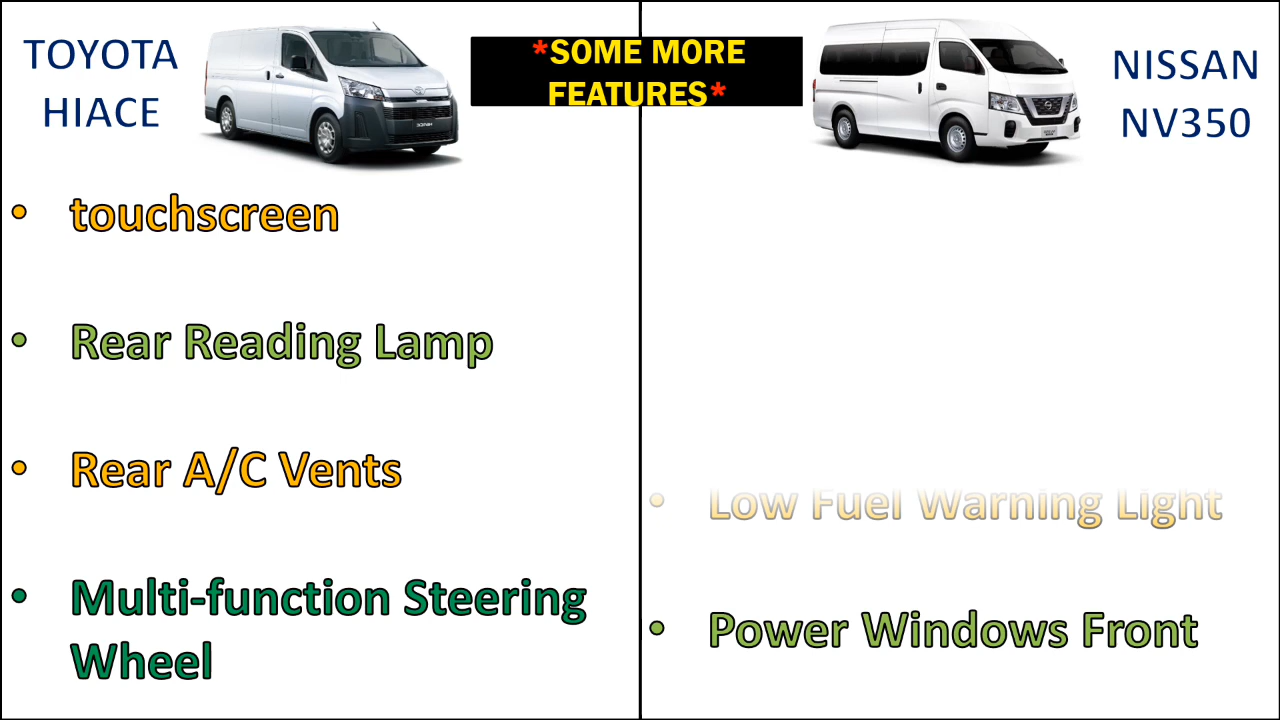 TOYOTA
HIACE
*SOME MORE
FEATURES*
NISSAN
NV350
• touchscreen
• Rear Reading Lamp
• Rear A/C Vents
• Multi-function Steering
Wheel
• Low Fuel Warning Light
• Power Windows Front